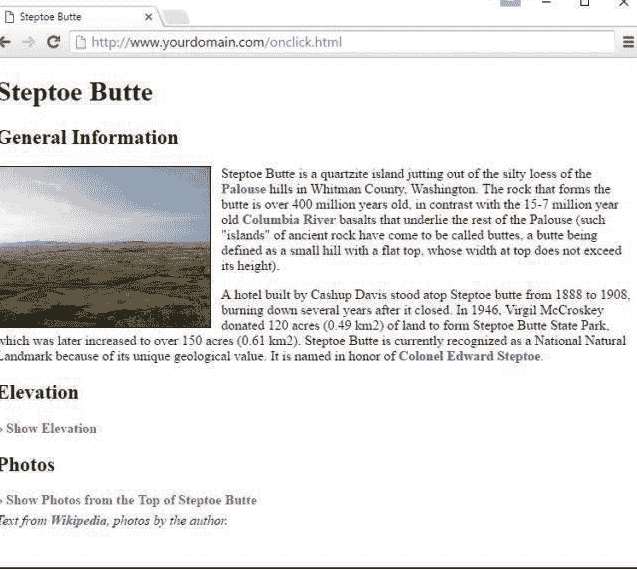 Steptoe Butte
http://www.yourdomain.com/onclick.html
Steptoe Butte
General Information
Steptoe Butte is a quartzite island jutting out of the silty loess of the
Palouse hills in Whitman County, Washington. The rock that forms the
butte is over 400 million years old, in contrast with the 15-7 million year
old Columbia River basalts that underlie the rest of the Palouse (such
"islands" of ancient rock have come to be called buttes, a butte being
defined as a small hill with a flat top, whose width at top does not exceed
its height).
A hotel built by Cashup Davis stood atop Steptoe butte from 1888 to 1908,
burning down several years after it closed. In 1946, Virgil McCroskey
donated 120 acres (0.49 km2) of land to form Steptoe Butte State Park,
which was later increased to over 150 acres (0.61 km2). Steptoe Butte is currently recognized as a National Natural
Landmark because of its unique geological value. It is named in honor of Colonel Edward Steptoe.
Elevation
» Show Elevation
Photos
» Show Photos from the Top of Steptoe Butte
Text from Wikipedia, photos by the author.